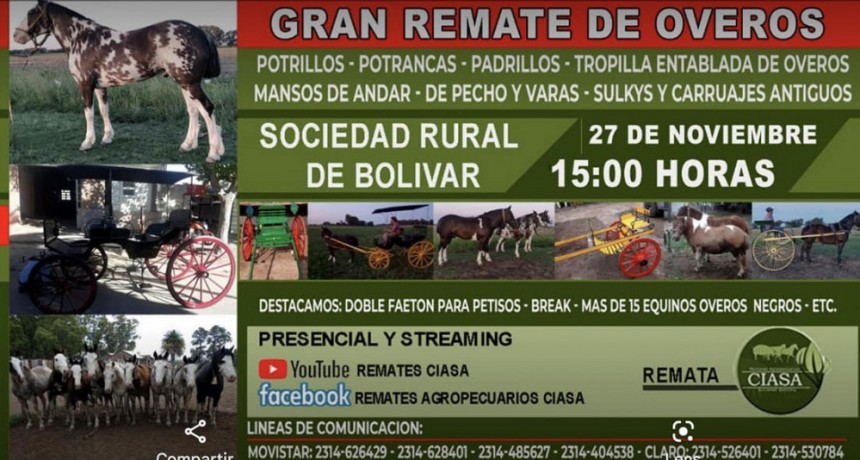 GRAN REMATE DE OVEROS
POTRILLOS - POTRANCAS - PADRILLOS - TROPILLA ENTABLADA DE OVEROS
MANSOS DE ANDAR - DE PECHO Y VARAS - SULKYS Y CARRUAJES ANTIGUOS
SOCIEDAD RURAL
DE BOLIVAR
27 DE NOVIEMBRE
15:00 HORAS
DESTACAMOS: DOBLE FAETON PARA PETISOS - BREAK - MAS DE 15 EQUINOS OVEROS NEGROS - ETC.
PRESENCIAL Y STREAMING
YouTube REMATES CIASA
facebook REMATES AGROPECUARIOS CIASA
REMATA
CIASA
LINEAS DE COMUNICACION:
MOVISTAR: 2314-626429 - 2314-628401 - 2314-485627 - 2314-404538 - CLARO: 2314-526401 - 2314-530784
Compartir